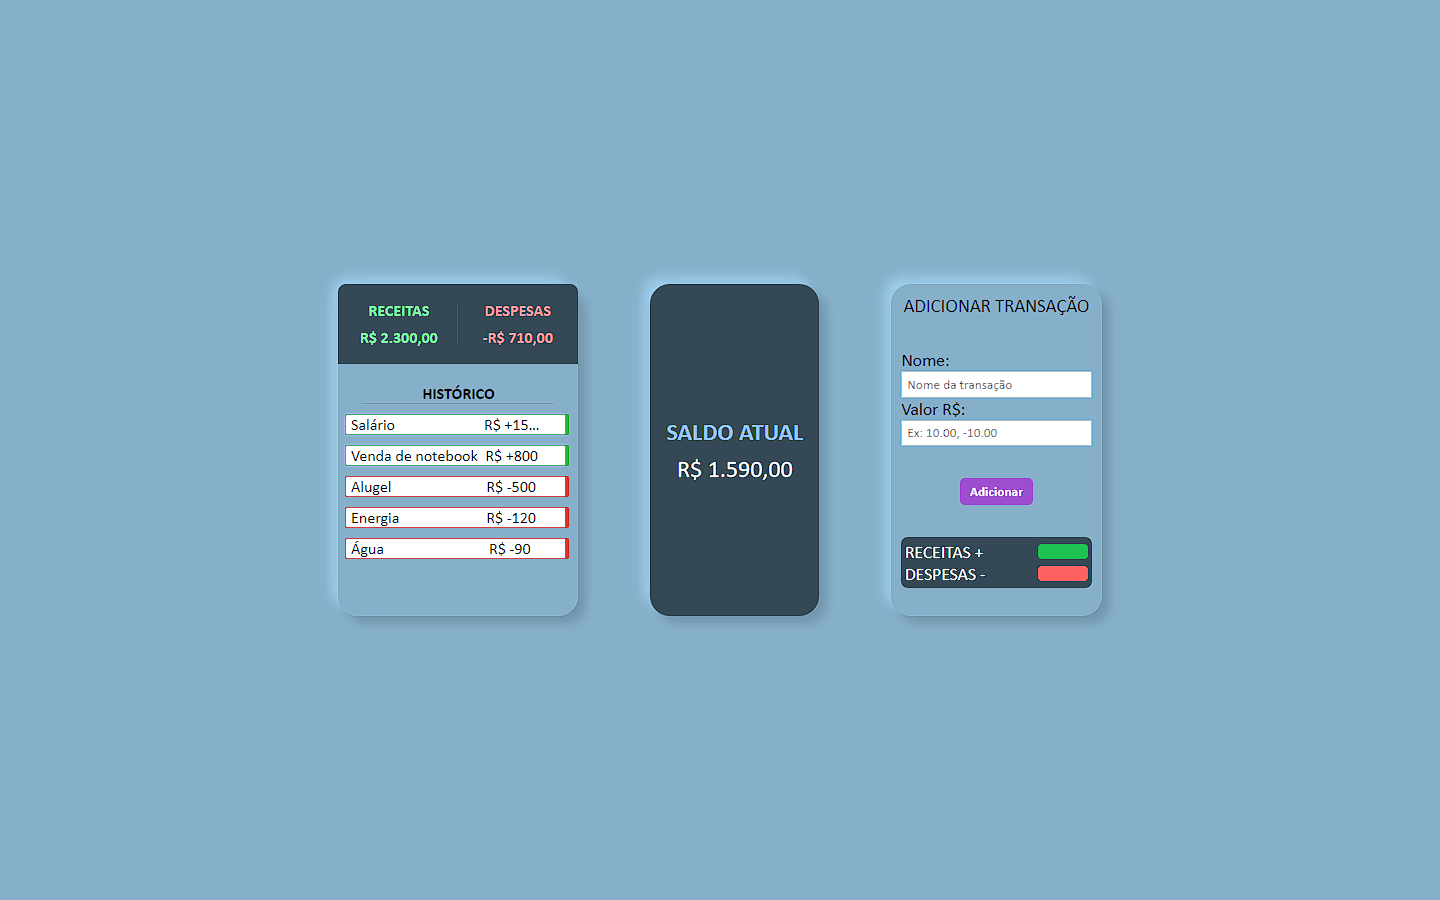 RECEITAS
R$ 2.300,00
DESPESAS
-R$ 710,00
HISTÓRICO
Salário R$ +15...
Venda de notebook R$ +800
Alugel R$ -500
Energia R$ -120
Água R$ -90
SALDO ATUAL
R$ 1.590,00
ADICIONAR TRANSAÇÃO
Nome:
Nome da transação
Valor R$:
Ex: 10.00, -10.00
Adicionar
RECEITAS +
DESPESAS -